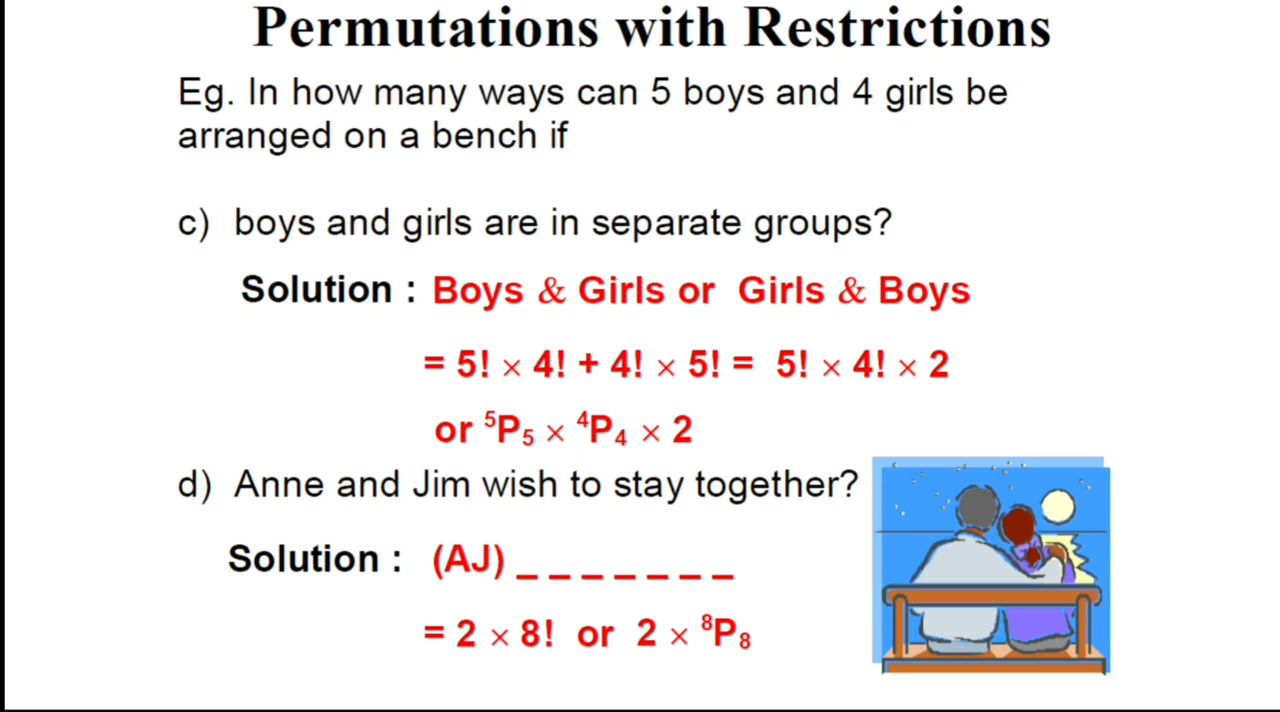 Permutations with Restrictions
Eg. In how many ways can 5 boys and 4 girls be
arranged on a bench if
c) boys and girls are in separate groups?
Solution : Boys & Girls or Girls & Boys
= 5! × 4! + 4! × 5! = 5! × 4! × 2
or ⁵P₅ × ⁴P₄ × 2
d) Anne and Jim wish to stay together?
Solution : (AJ) _ _ _ _ _ _ _
= 2 × 8! or 2 × ⁸P₈